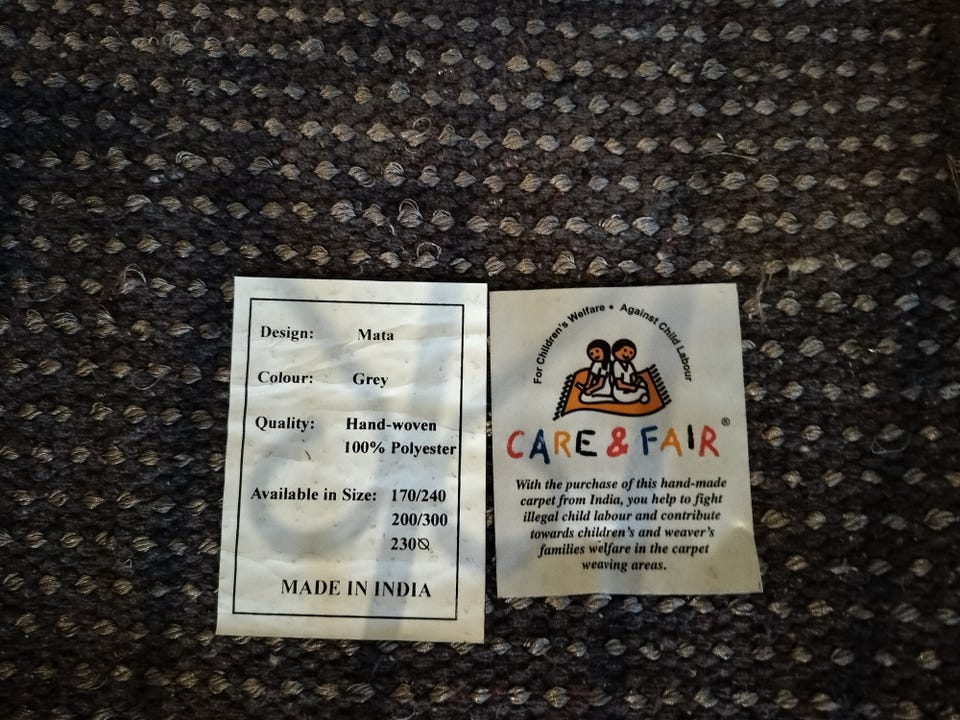 Design: Mata
Colour: Grey
Quality: Hand-woven
100% Polyester
Available in Size: 170/240
200/300
230⦰
MADE IN INDIA
For Children's Welfare • Against Child Labour
CARE & FAIR®
With the purchase of this hand-made
carpet from India, you help to fight
illegal child labour and contribute
towards children's and weaver's
families welfare in the carpet
weaving areas.